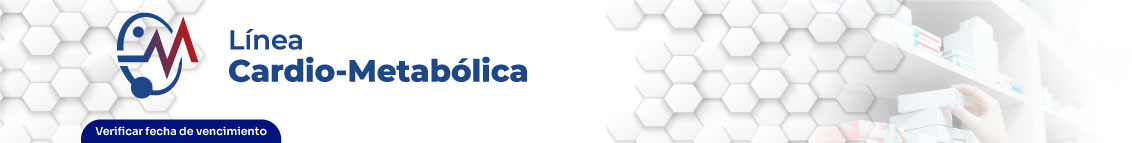 Línea
Cardio-Metabólica
Verificar fecha de vencimiento